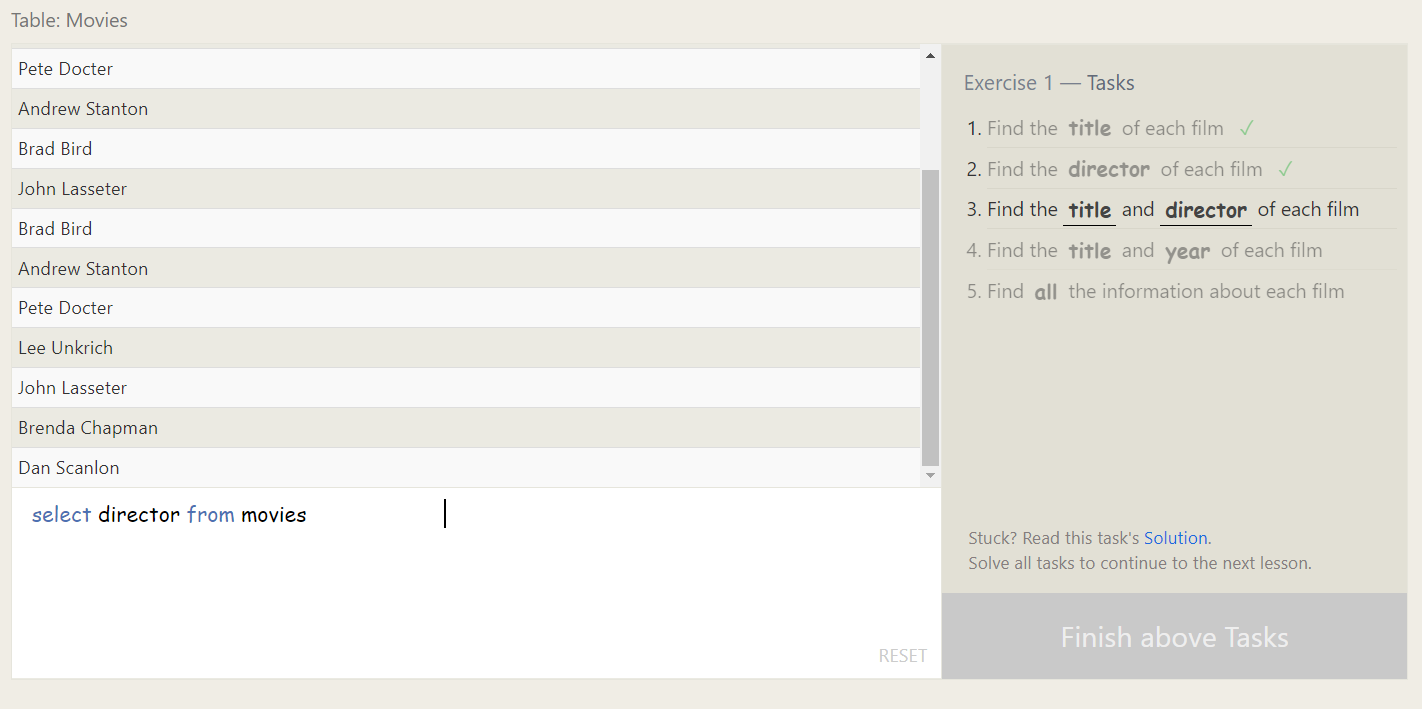 Table: Movies
Pete Docter
Andrew Stanton
Brad Bird
John Lasseter
Brad Bird
Andrew Stanton
Pete Docter
Lee Unkrich
John Lasseter
Brenda Chapman
Dan Scanlon
select director from movies
RESET
Exercise 1 — Tasks
1. Find the title of each film ✓
2. Find the director of each film ✓
3. Find the title and director of each film
4. Find the title and year of each film
5. Find all the information about each film
Stuck? Read this task's Solution.
Solve all tasks to continue to the next lesson.
Finish above Tasks